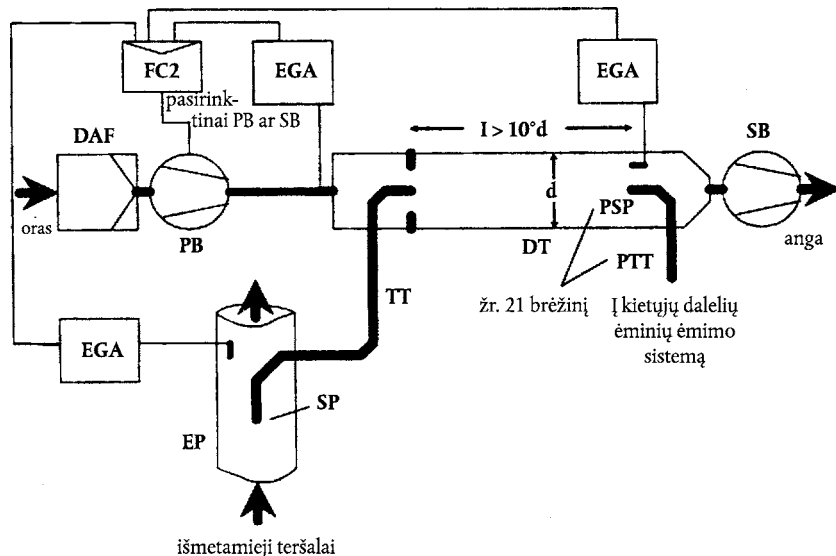 FC2
EGA
EGA
pasirink-
tinai PB ar SB
l > 10°d
SB
DAF
d
oras
PB
PSP
DT
PTT
anga
TT
žr. 21 brėžinį
Į kietųjų dalelių
ėminių ėmimo
sistemą
EGA
SP
EP
išmetamieji teršalai